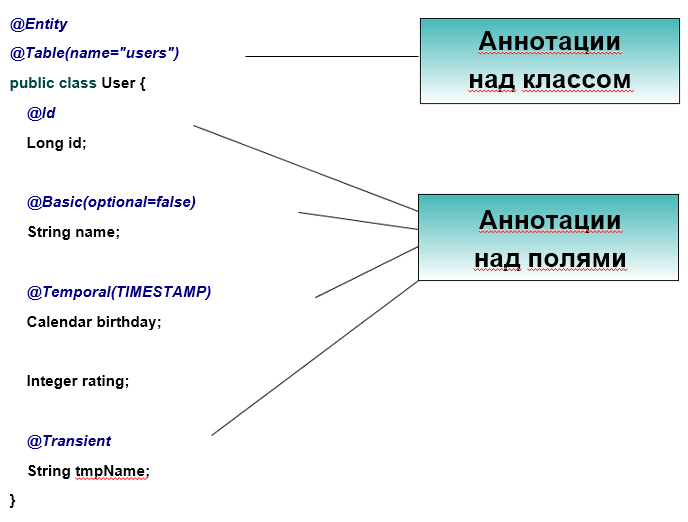 @Entity
@Table(name="users")
public class User {
@Id
Long id;
@Basic(optional=false)
String name;
@Temporal(TIMESTAMP)
Calendar birthday;
Integer rating;
@Transient
String tmpName;
}
Аннотации
над классом
Аннотации
над полями